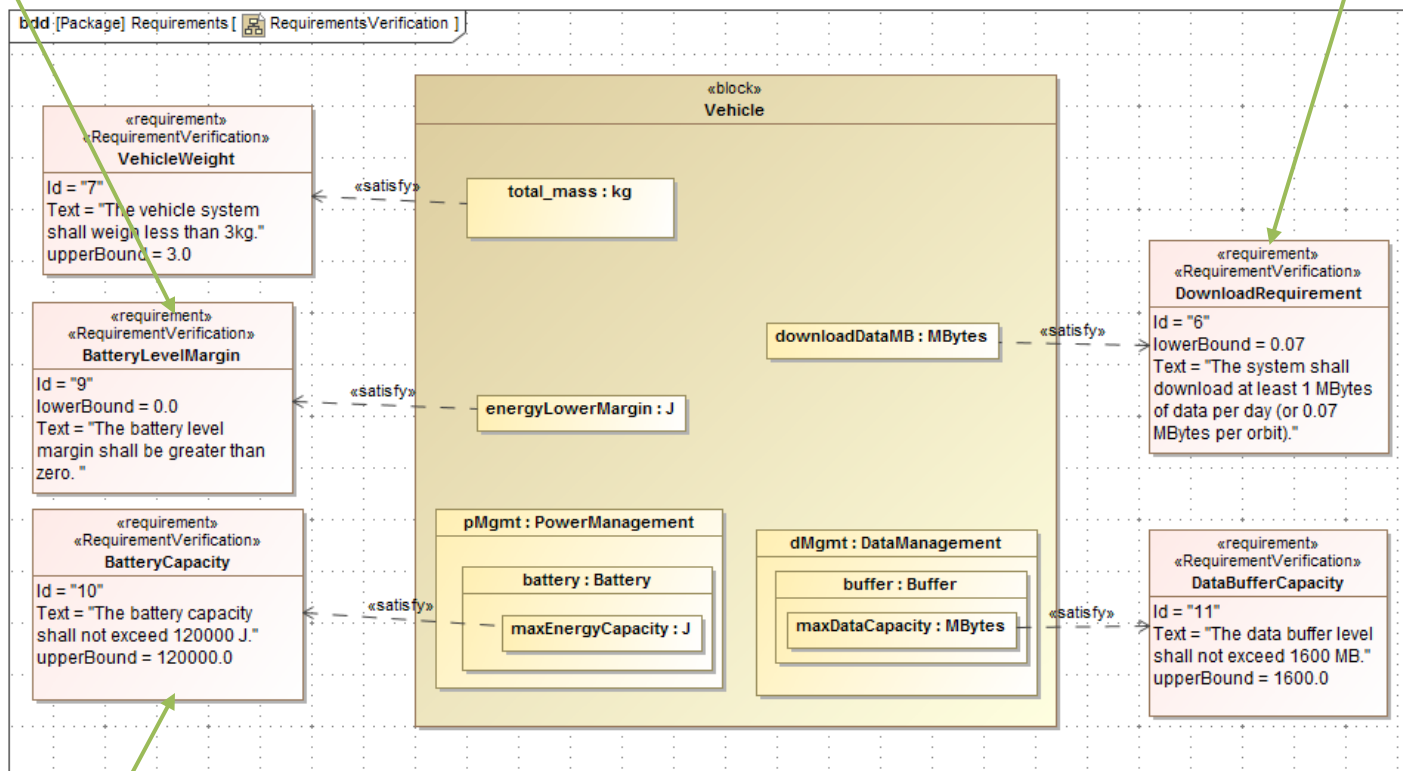 bdd [Package] Requirements [ RequirementsVerification ]
«requirement»
«RequirementVerification»
VehicleWeight
Id = "7"
Text = "The vehicle system
shall weigh less than 3kg."
upperBound = 3.0
«requirement»
«RequirementVerification»
BatteryLevelMargin
Id = "9"
lowerBound = 0.0
Text = "The battery level
margin shall be greater than
zero. "
«requirement»
«RequirementVerification»
BatteryCapacity
Id = "10"
Text = "The battery capacity
shall not exceed 120000 J."
upperBound = 120000.0
«satisfy»
«satisfy»
«satisfy»
«block»
Vehicle
total_mass : kg
downloadDataMB : MBytes
energyLowerMargin : J
pMgmt : PowerManagement
battery : Battery
maxEnergyCapacity : J
dMgmt : DataManagement
buffer : Buffer
maxDataCapacity : MBytes
«satisfy»
«satisfy»
«requirement»
«RequirementVerification»
DownloadRequirement
Id = "6"
lowerBound = 0.07
Text = "The system shall
download at least 1 MBytes
of data per day (or 0.07
MBytes per orbit)."
«requirement»
«RequirementVerification»
DataBufferCapacity
Id = "11"
Text = "The data buffer level
shall not exceed 1600 MB."
upperBound = 1600.0